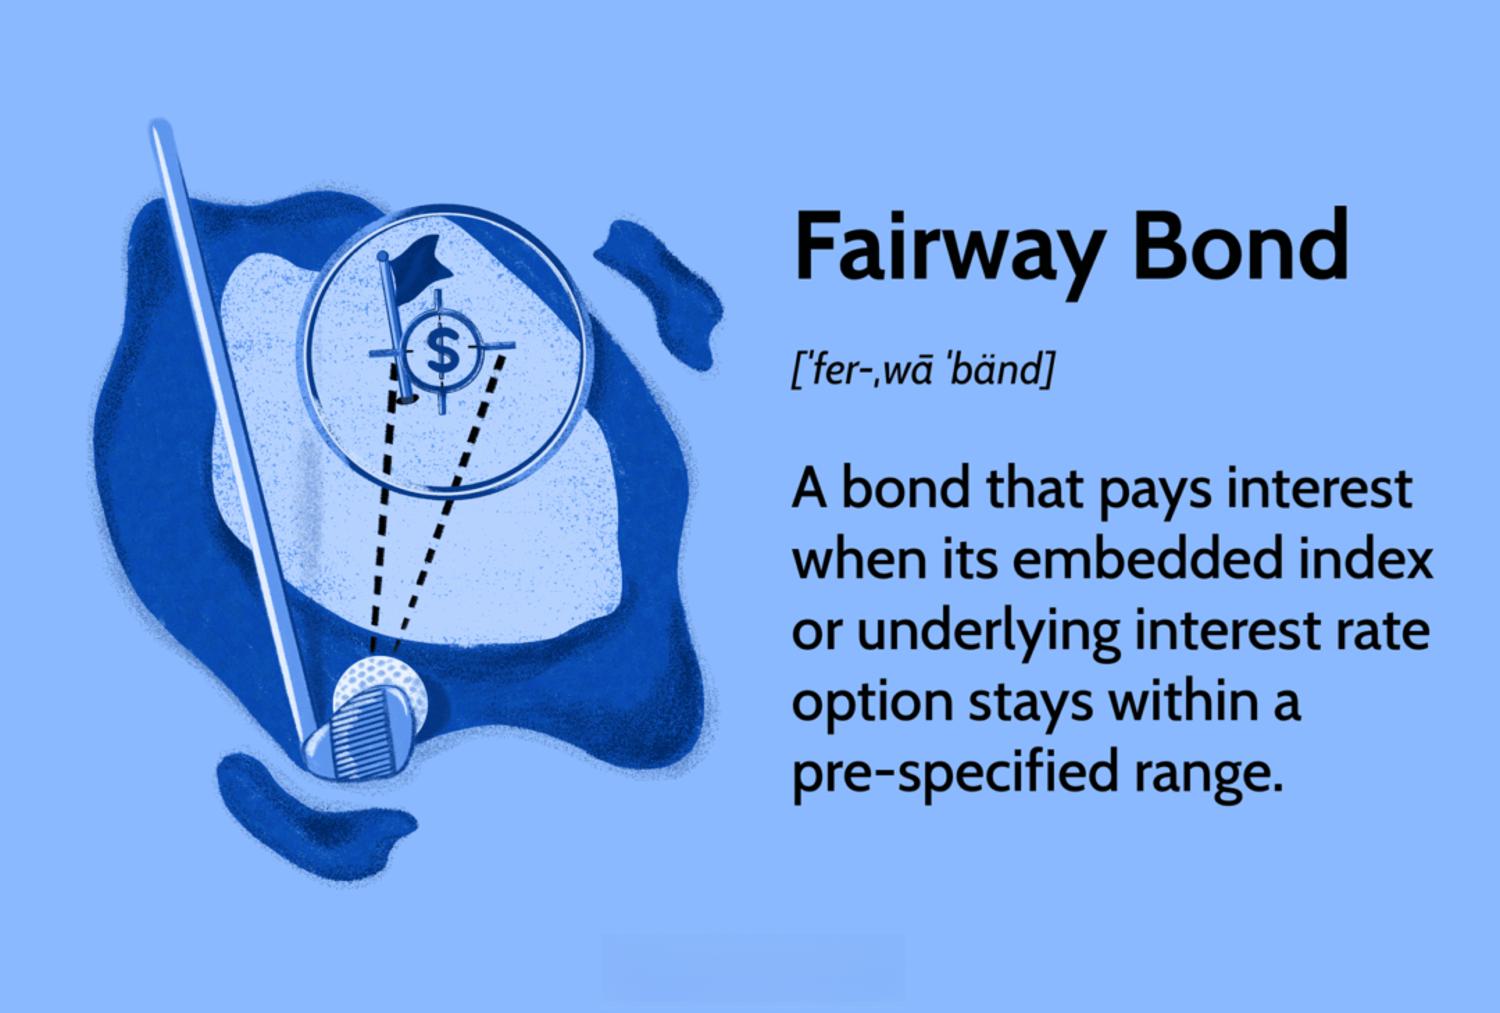 Fairway Bond
[ˈfer-ˌwā ˈbänd]
A bond that pays interest
when its embedded index
or underlying interest rate
option stays within a
pre-specified range.
$